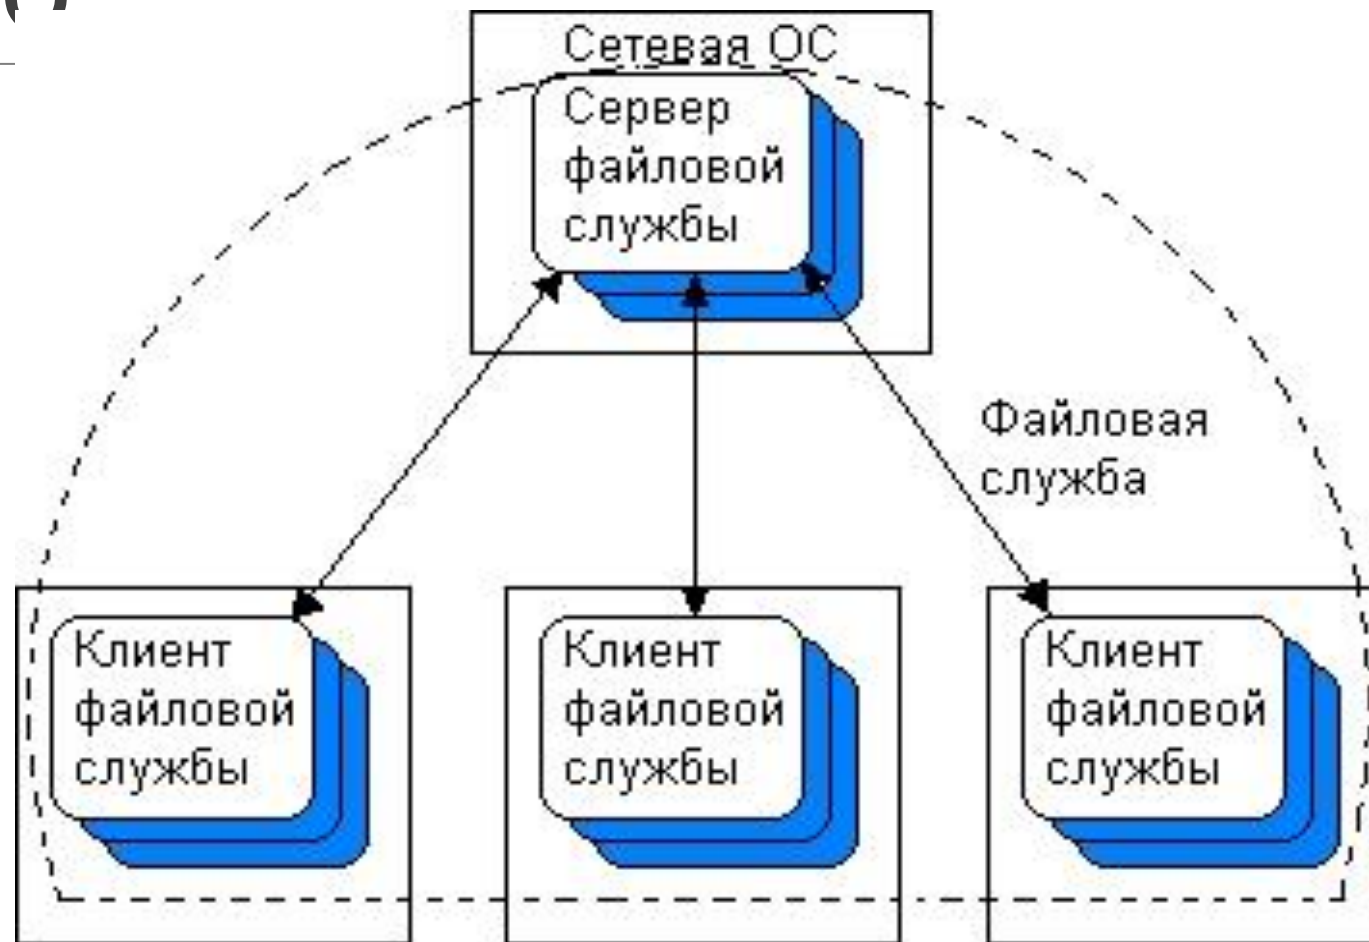 Сетевая ОС
Сервер
файловой
службы
Файловая
служба
Клиент
файловой
службы
Клиент
файловой
службы
Клиент
файловой
службы